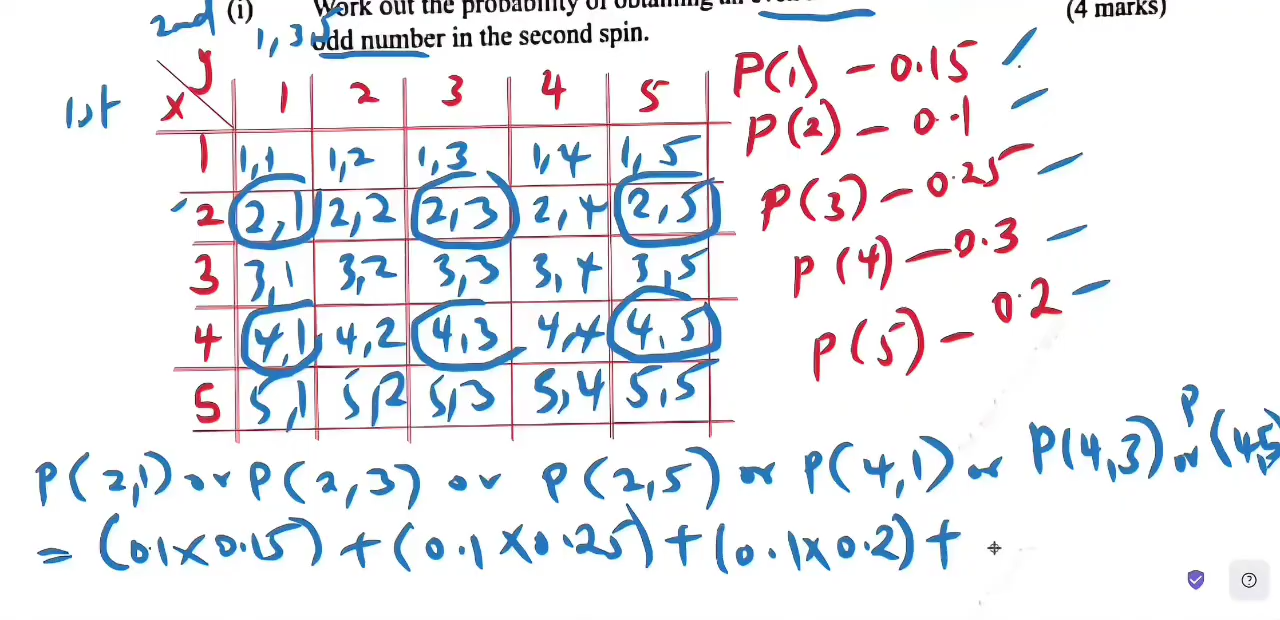 (i) Work out the probability of obtaining an even
(4 marks)
2nd 1, 3, 5
odd number in the second spin.
1st
x y 1 2 3 4 5
1 1,1 1,2 1,3 1,4 1,5
2 2,1 2,2 2,3 2,4 2,5
3 3,1 3,2 3,3 3,4 3,5
4 4,1 4,2 4,3 4,4 4,5
5 5,1 5,2 5,3 5,4 5,5
P(1) - 0.15
P(2) - 0.1
P(3) - 0.25
P(4) - 0.3
P(5) - 0.2
P(2,1) or P(2,3) or P(2,5) or P(4,1) or P(4,3) or P(4,5)
= (0.1 x 0.15) + (0.1 x 0.25) + (0.1 x 0.2) +